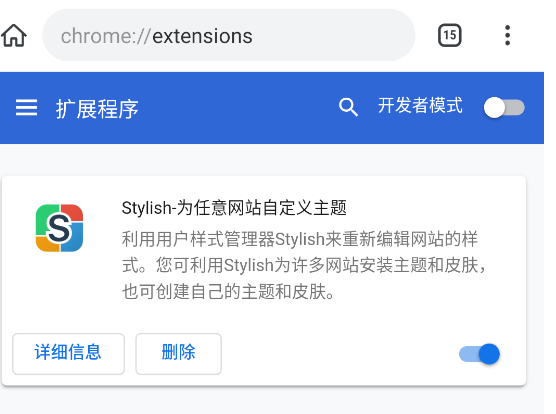 chrome://extensions
15
扩展程序
开发者模式
S
Stylish-为任意网站自定义主题
利用用户样式管理器Stylish来重新编辑网站的样
式。您可利用Stylish为许多网站安装主题和皮肤，
也可创建自己的主题和皮肤。
详细信息
删除